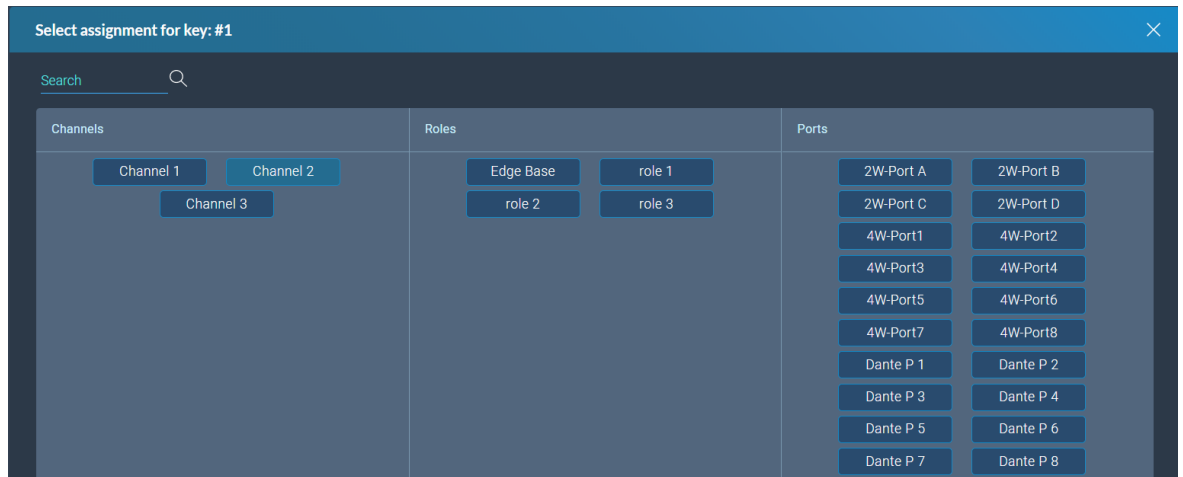 Select assignment for key: #1
Search
Channels Roles Ports
Channel 1 Channel 2 Edge Base role 1 2W-Port A 2W-Port B
Channel 3 role 2 role 3 2W-Port C 2W-Port D
4W-Port1 4W-Port2
4W-Port3 4W-Port4
4W-Port5 4W-Port6
4W-Port7 4W-Port8
Dante P 1 Dante P 2
Dante P 3 Dante P 4
Dante P 5 Dante P 6
Dante P 7 Dante P 8